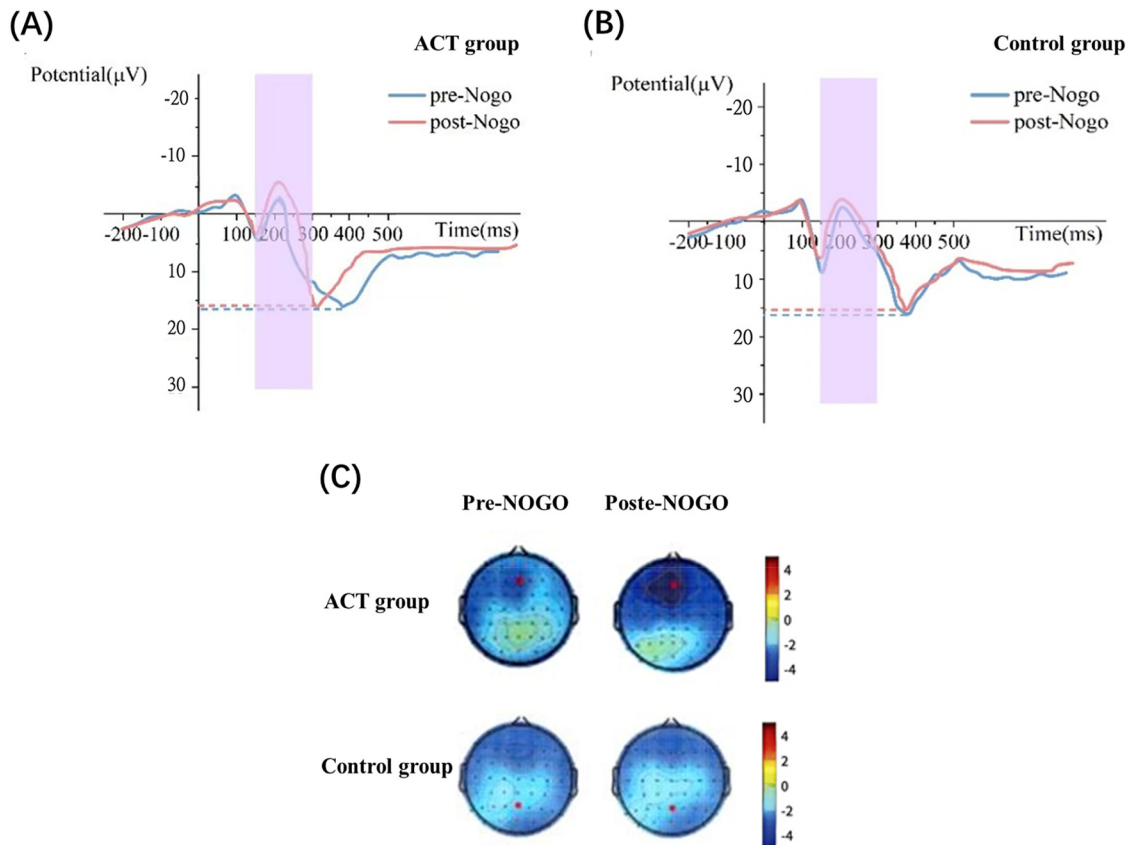 (A)
ACT group
Potential(μV)
-20
-10
10
20
30
-200
-100
100
200
300
400
500
Time(ms)
pre-Nogo
post-Nogo
(B)
Control group
Potential(μV)
-20
-10
10
20
30
-200
-100
100
200
300
400
500
Time(ms)
pre-Nogo
post-Nogo
(C)
Pre-NOGO
Poste-NOGO
ACT group
4
2
0
-2
-4
Control group
4
2
0
-2
-4